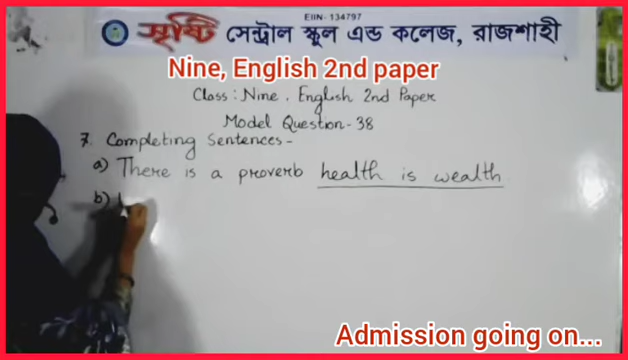 EIIN- 134797
সৃষ্টি সেন্ট্রাল স্কুল এন্ড কলেজ, রাজশাহী
Nine, English 2nd paper
Class: Nine. English 2nd Paper
Model Question-38
7. Completing Sentences-
a) There is a proverb health is wealth
b)
Admission going on...